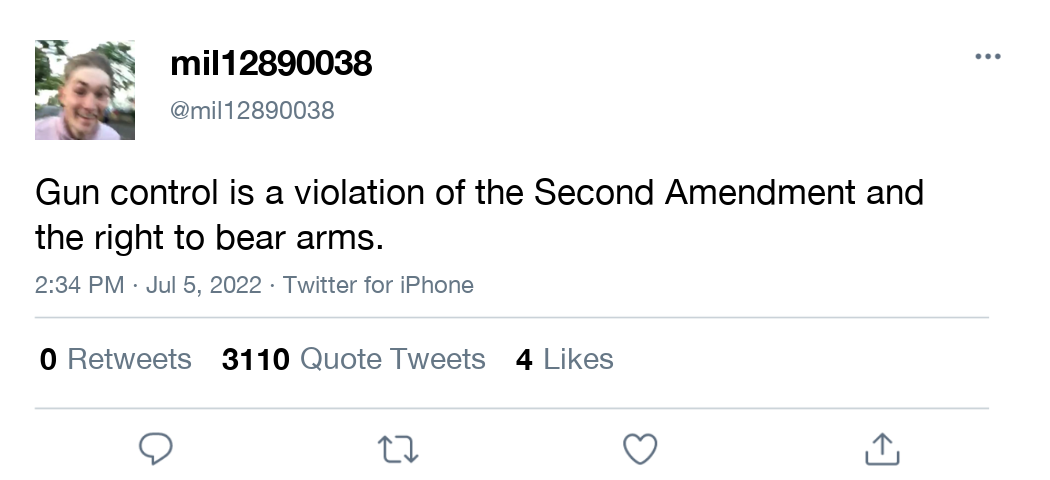 mil12890038
@mil12890038
Gun control is a violation of the Second Amendment and
the right to bear arms.
2:34 PM · Jul 5, 2022 · Twitter for iPhone
0 Retweets 3110 Quote Tweets 4 Likes